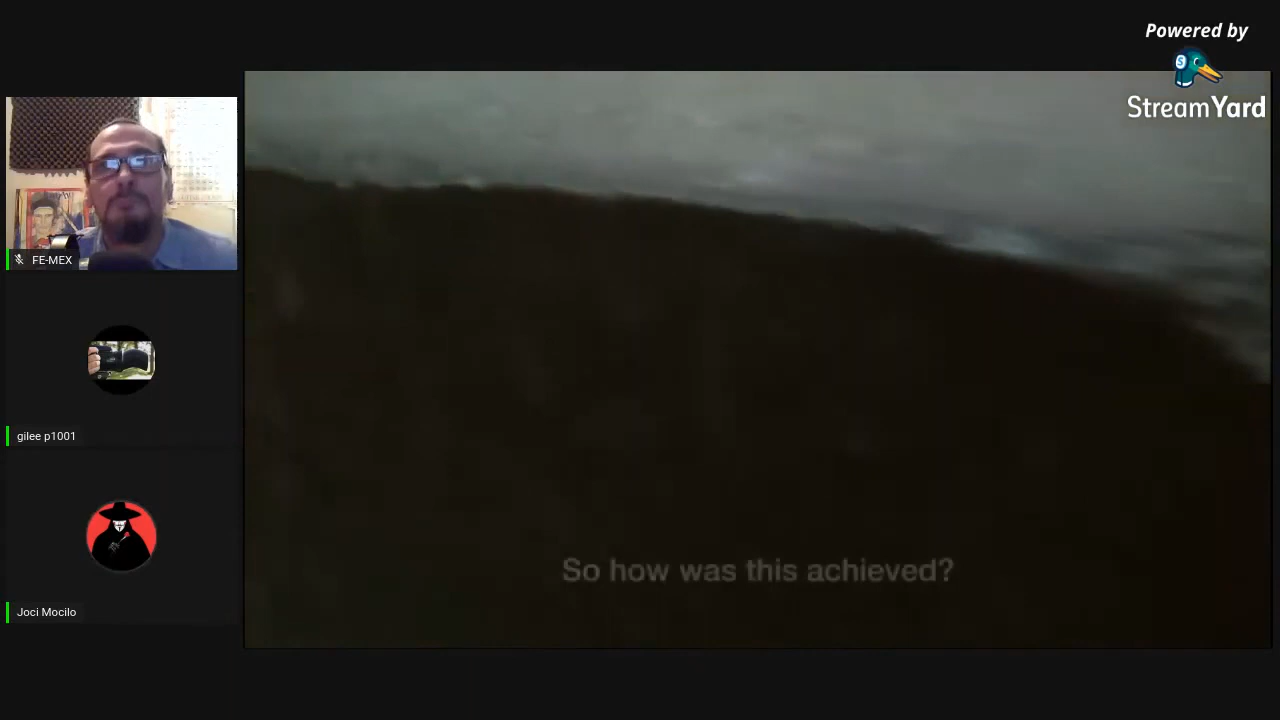 Powered by
StreamYard
FE-MEX
gilee p1001
Joci Mocilo
So how was this achieved?